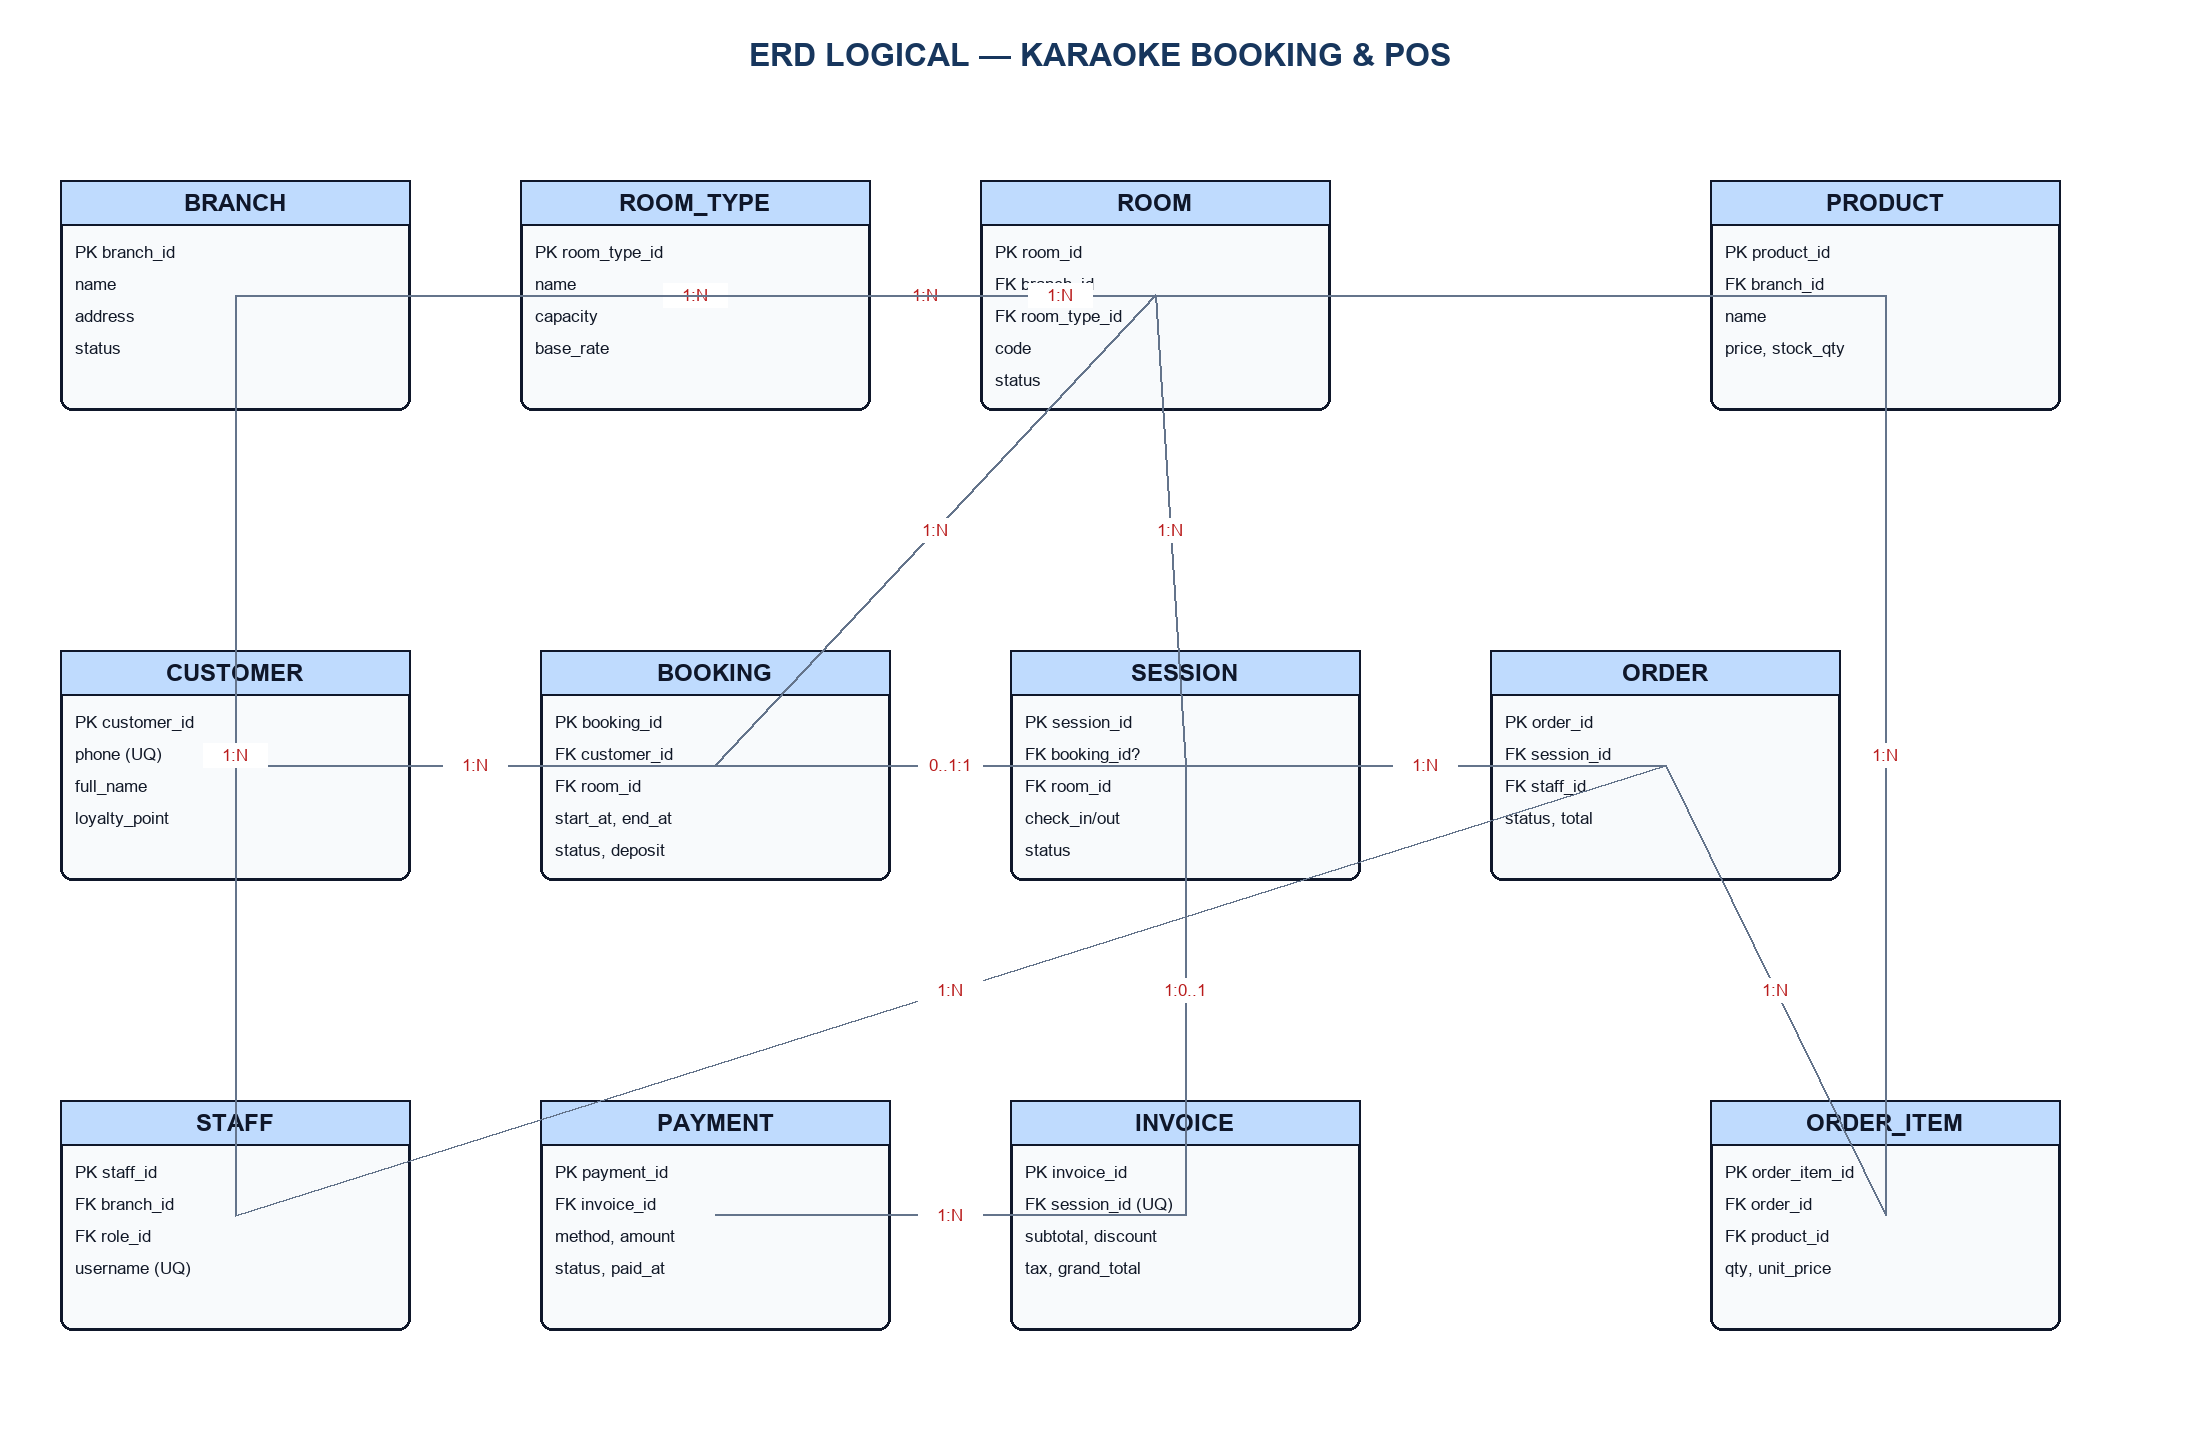 ERD LOGICAL — KARAOKE BOOKING & POS
BRANCH
PK branch_id
name
address
status
ROOM_TYPE
PK room_type_id
name
capacity
base_rate
1:N
1:N
ROOM
PK room_id
FK branch_id
1:N
FK room_type_id
code
status
PRODUCT
PK product_id
FK branch_id
name
price, stock_qty
1:N
1:N
CUSTOMER
PK customer_id
phone (UQ)
full_name
loyalty_point
1:N
1:N
BOOKING
PK booking_id
FK customer_id
FK room_id
start_at, end_at
status, deposit
0..1:1
SESSION
PK session_id
FK booking_id?
FK room_id
check_in/out
status
1:N
ORDER
PK order_id
FK session_id
FK staff_id
status, total
1:N
1:N
1:0..1
1:N
STAFF
PK staff_id
FK branch_id
FK role_id
username (UQ)
PAYMENT
PK payment_id
FK invoice_id
method, amount
status, paid_at
1:N
INVOICE
PK invoice_id
FK session_id (UQ)
subtotal, discount
tax, grand_total
ORDER_ITEM
PK order_item_id
FK order_id
FK product_id
qty, unit_price